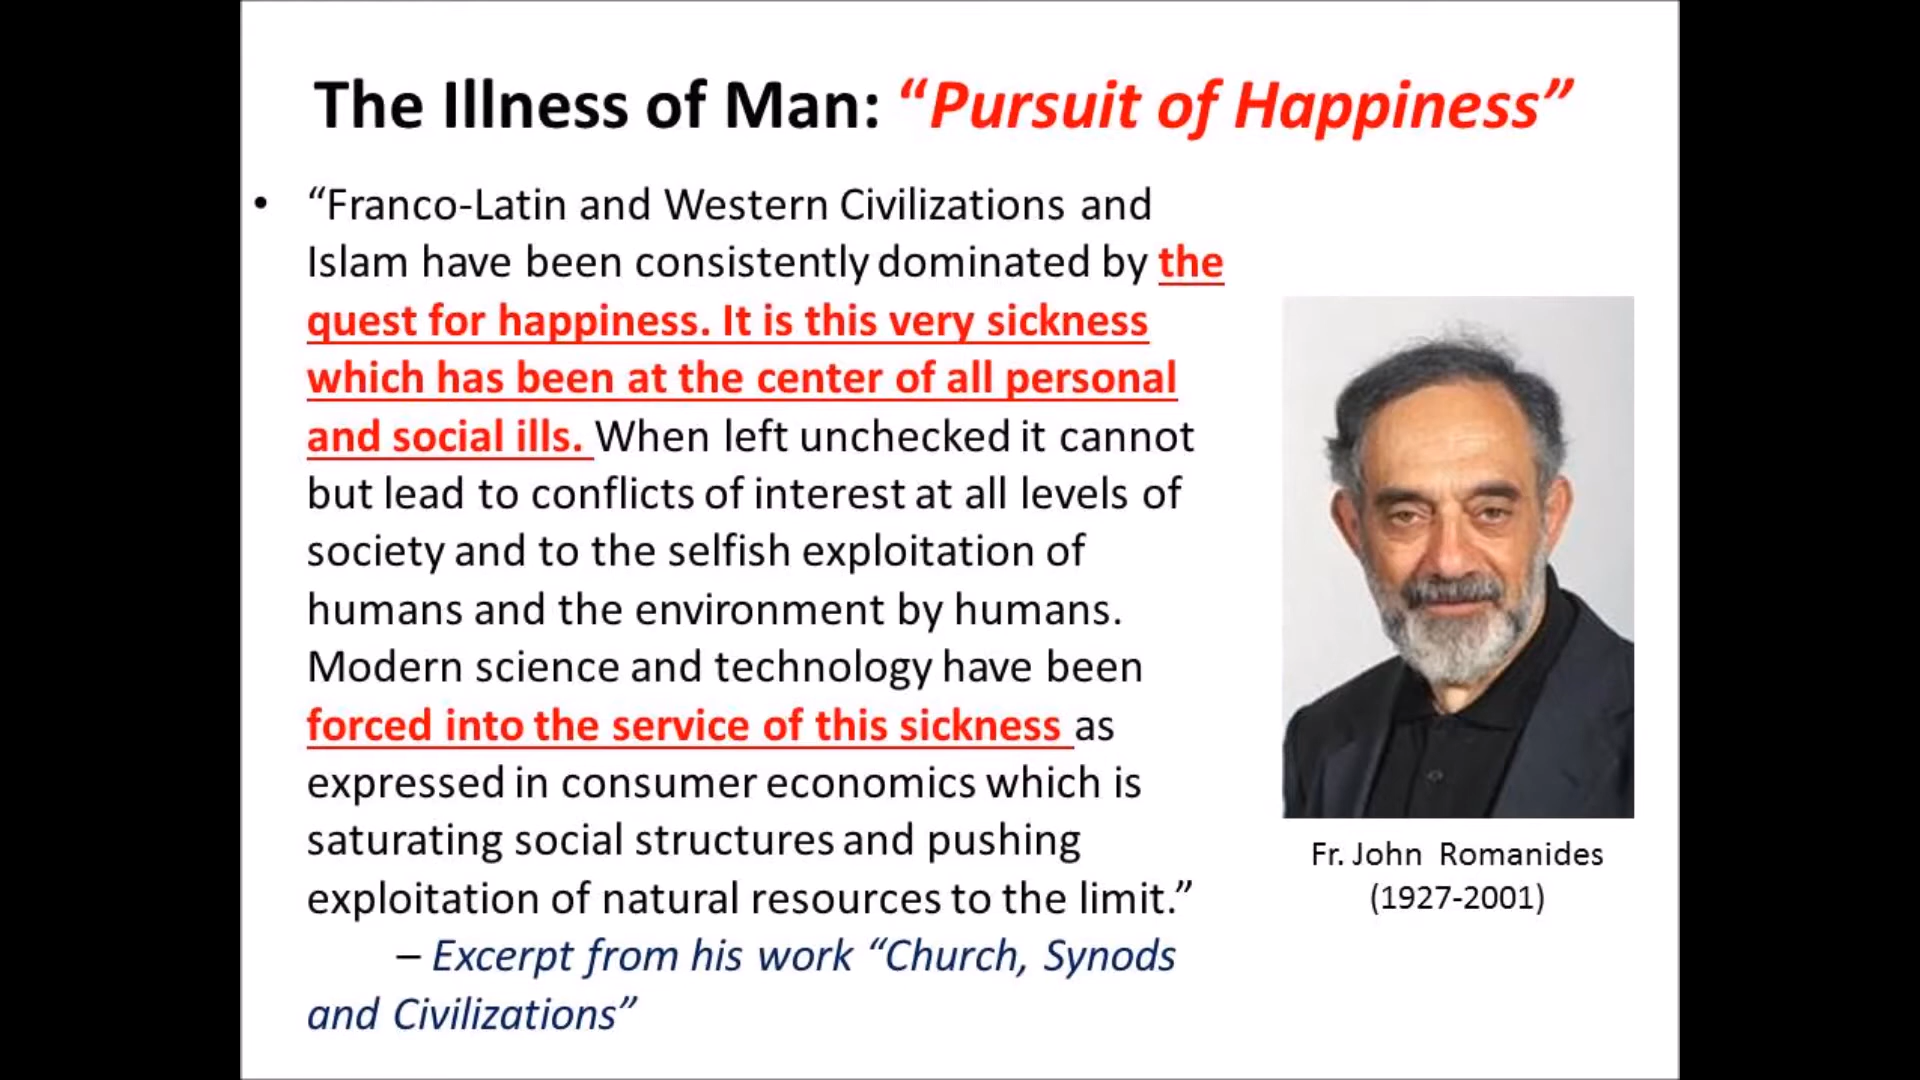 The Illness of Man: “Pursuit of Happiness”
• “Franco-Latin and Western Civilizations and
Islam have been consistently dominated by the
quest for happiness. It is this very sickness
which has been at the center of all personal
and social ills. When left unchecked it cannot
but lead to conflicts of interest at all levels of
society and to the selfish exploitation of
humans and the environment by humans.
Modern science and technology have been
forced into the service of this sickness as
expressed in consumer economics which is
saturating social structures and pushing
exploitation of natural resources to the limit.”
– Excerpt from his work “Church, Synods
and Civilizations”
Fr. John Romanides
(1927-2001)